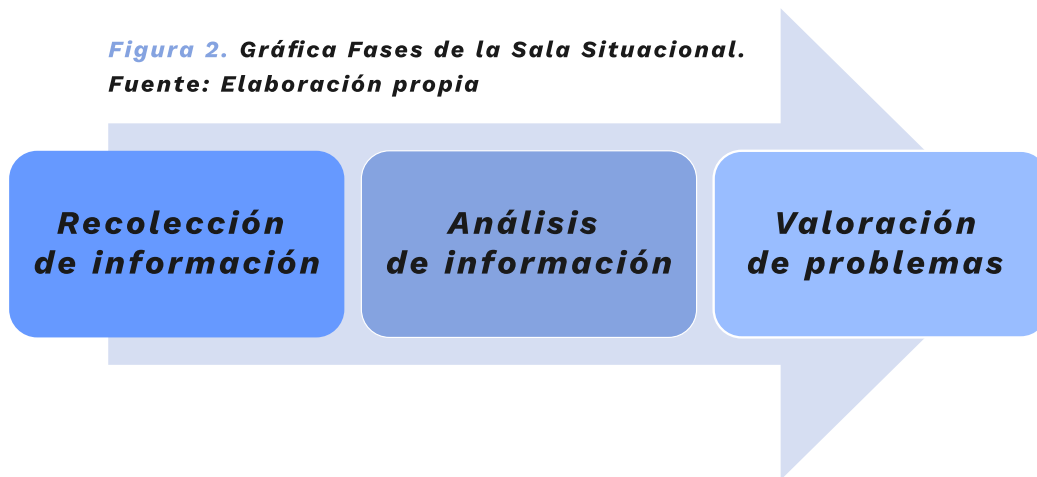 Figura 2. Gráfica Fases de la Sala Situacional.
Fuente: Elaboración propia
Recolección
de información
Análisis
de información
Valoración
de problemas